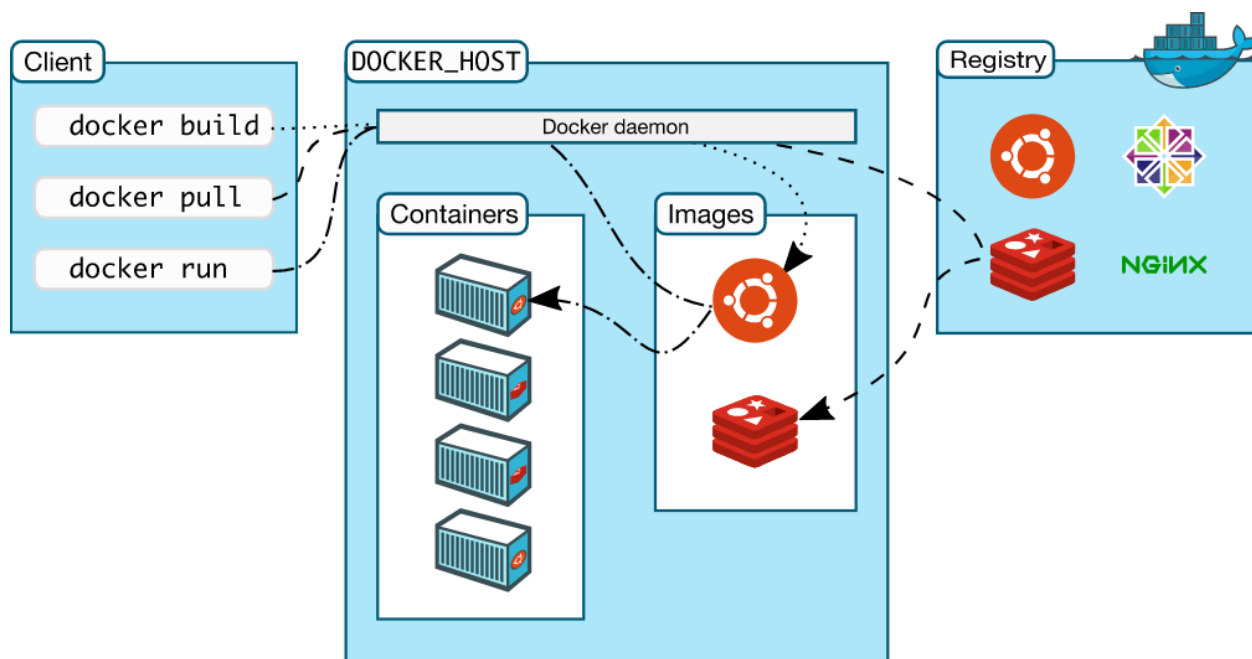 Client
docker build
docker pull
docker run
DOCKER_HOST
Docker daemon
Containers
Images
Registry
NGiNX